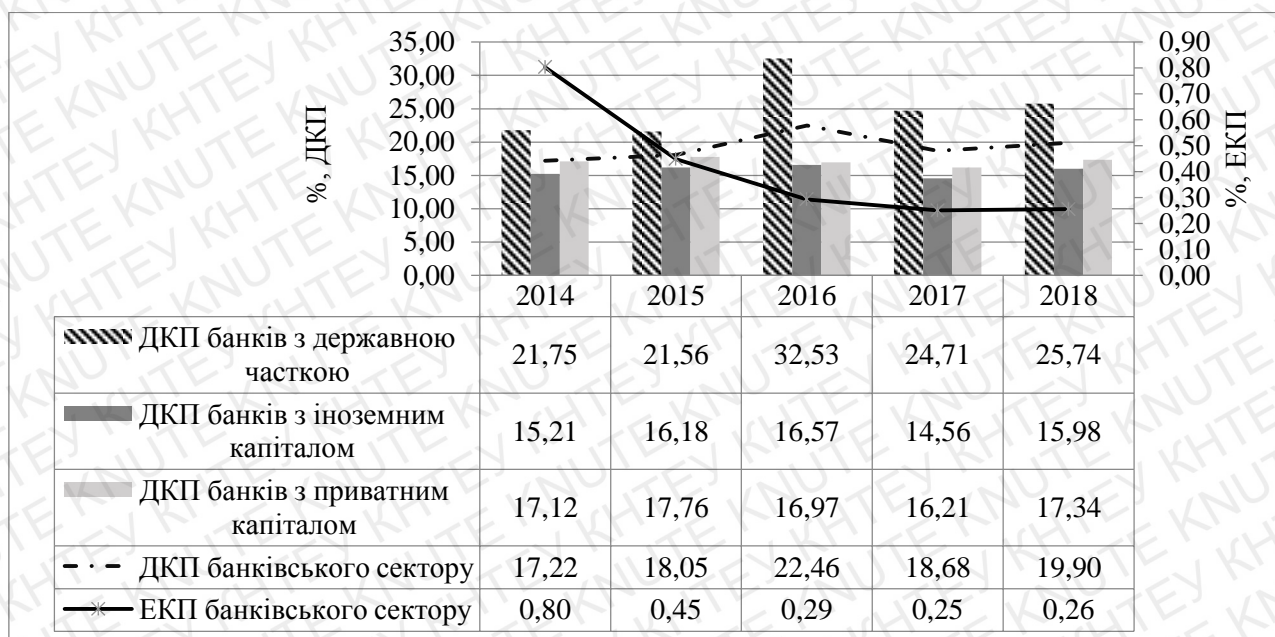 35,00
30,00
25,00
20,00
15,00
10,00
5,00
0,00
%, ДКП
0,90
0,80
0,70
0,60
0,50
0,40
0,30
0,20
0,10
0,00
%, ЕКП
2014 2015 2016 2017 2018
ДКП банків з державною
часткою
21,75 21,56 32,53 24,71 25,74
ДКП банків з іноземним
капіталом
15,21 16,18 16,57 14,56 15,98
ДКП банків з приватним
капіталом
17,12 17,76 16,97 16,21 17,34
ДКП банківського сектору 17,22 18,05 22,46 18,68 19,90
ЕКП банківського сектору 0,80 0,45 0,29 0,25 0,26